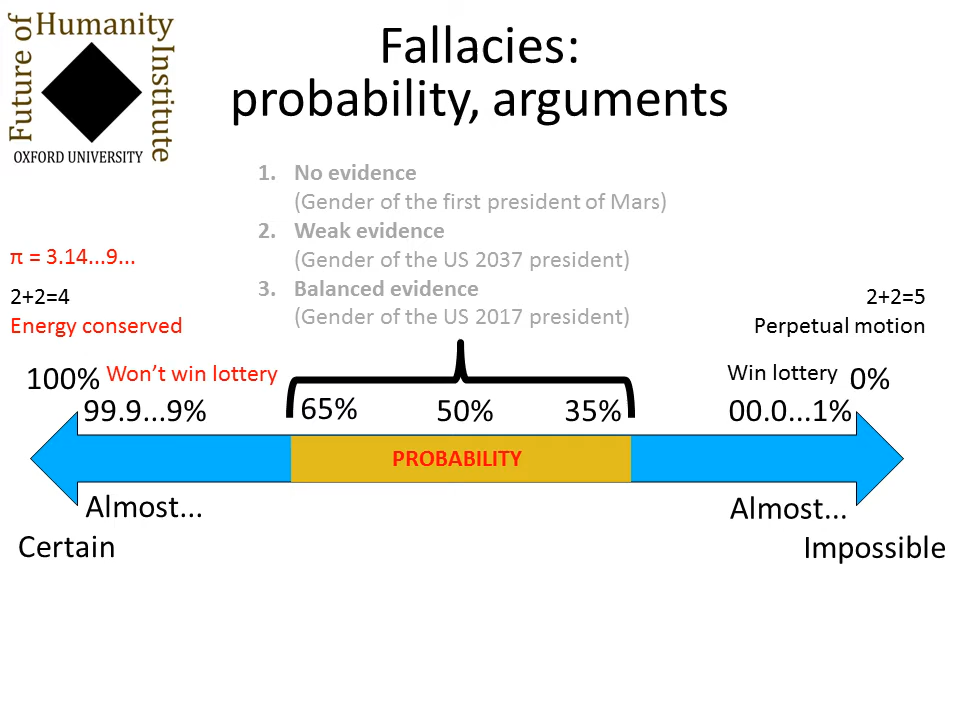 Future of
Humanity
Institute
OXFORD UNIVERSITY
Fallacies:
probability, arguments
1. No evidence
(Gender of the first president of Mars)
2. Weak evidence
(Gender of the US 2037 president)
3. Balanced evidence
(Gender of the US 2017 president)
π = 3.14...9...
2+2=4
Energy conserved
2+2=5
Perpetual motion
100% Won't win lottery
Win lottery 0%
99.9...9%
65%
50%
35%
00.0...1%
PROBABILITY
Almost...
Certain
Almost...
Impossible